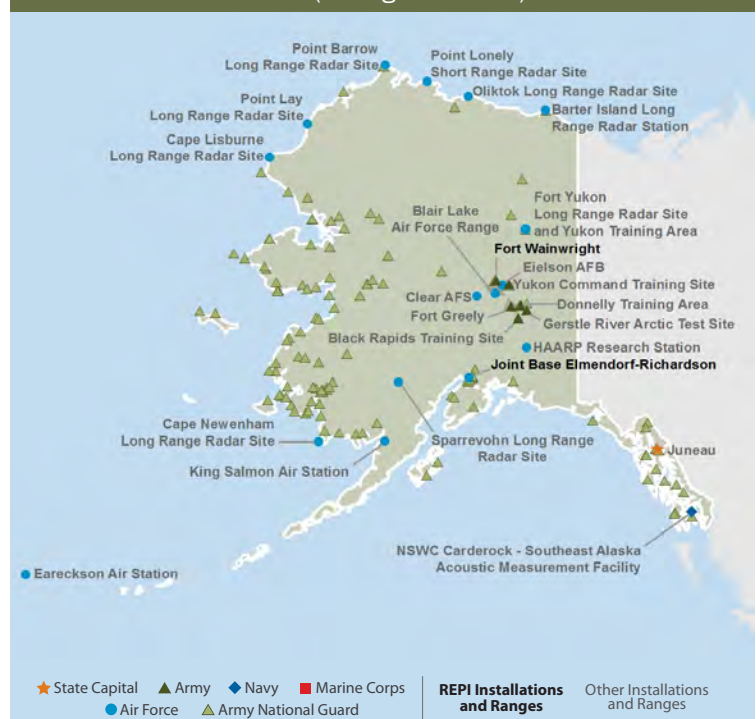 Point Barrow
Long Range Radar Site
Point Lonely
Short Range Radar Site
Oliktok Long Range Radar Site
Point Lay
Long Range Radar Site
Barter Island Long
Range Radar Station
Cape Lisburne
Long Range Radar Site
Fort Yukon
Long Range Radar Site
and Yukon Training Area
Blair Lake
Air Force Range
Fort Wainwright
Eielson AFB
Yukon Command Training Site
Clear AFS
Donnelly Training Area
Fort Greely
Gerstle River Arctic Test Site
Black Rapids Training Site
HAARP Research Station
Joint Base Elmendorf-Richardson
Cape Newenham
Long Range Radar Site
Sparrevohn Long Range
Radar Site
King Salmon Air Station
Juneau
NSWC Carderock - Southeast Alaska
Acoustic Measurement Facility
Eareckson Air Station
State Capital Army Navy Marine Corps
Air Force Army National Guard
REPI Installations
and Ranges
Other Installations
and Ranges